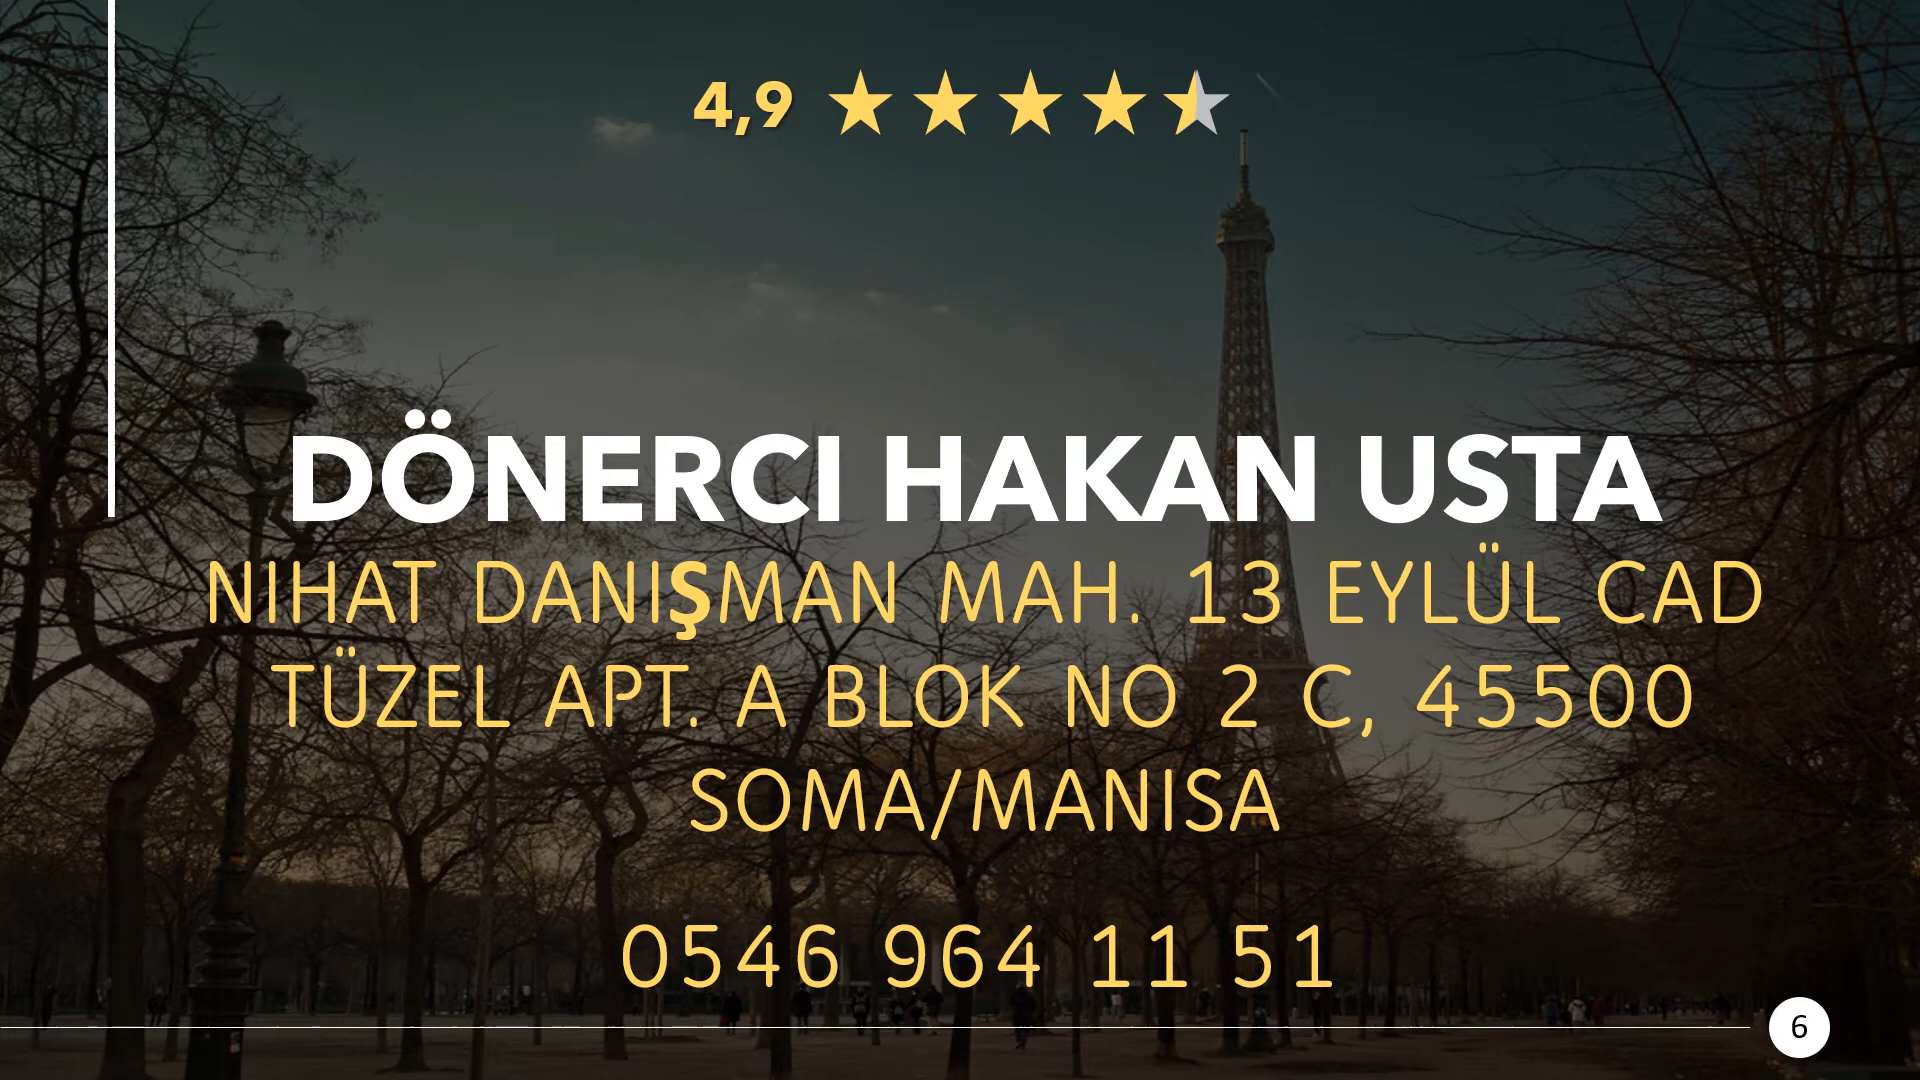 4,9
DÖNERCI HAKAN USTA
NIHAT DANIŞMAN MAH. 13 EYLÜL CAD
TÜZEL APT. A BLOK NO 2 C, 45500
SOMA/MANISA
0546 964 11 51
6